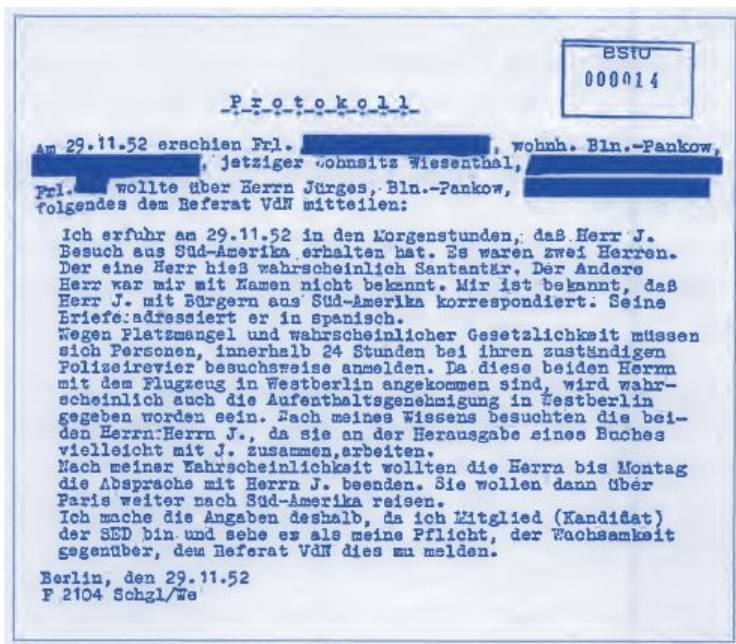 BStU
000014
Protokoll
Am 29.11.52 erschien Frl. , wohnh. Bln.-Pankow,
, jetziger Wohnsitz Wiesenthal,
Frl. wollte über Herrn Jürges, Bln.-Pankow,
folgendes dem Referat VdN mitteilen:
Ich erfuhr am 29.11.52 in den Morgenstunden, daß Herr J.
Besuch aus Süd-Amerika erhalten hat. Es waren zwei Herren.
Der eine Herr hieß wahrscheinlich Santantär. Der Andere
Herr war mir mit Namen nicht bekannt. Mir ist bekannt, daß
Herr J. mit Bürgern aus Süd-Amerika korrespondiert. Seine
Briefe adressiert er in spanisch.
Wegen Platzmangel und wahrscheinlicher Gesetzlichkeit müssen
sich Personen, innerhalb 24 Stunden bei ihren zuständigen
Polizeirevier besuchsweise anmelden. Da diese beiden Herrn
mit dem Flugzeug in Westberlin angekommen sind, wird wahr-
scheinlich auch die Aufenthaltsgenehmigung in Westberlin
gegeben worden sein. Nach meines Wissens besuchten die bei-
den Herrn Herrn J., da sie an der Herausgabe eines Buches
vielleicht mit J. zusammen,arbeiten.
Nach meiner Wahrscheinlichkeit wollten die Herrn bis Montag
die Absprache mit Herrn J. beenden. Sie wollen dann über
Paris weiter nach Süd-Amerika reisen.
Ich mache die Angaben deshalb, da ich Mitglied (Kandidat)
der SED bin und sehe es als meine Pflicht, der Wachsamkeit
gegenüber, dem Referat VdN dies zu melden.
Berlin, den 29.11.52
F 2104 Schgl/We